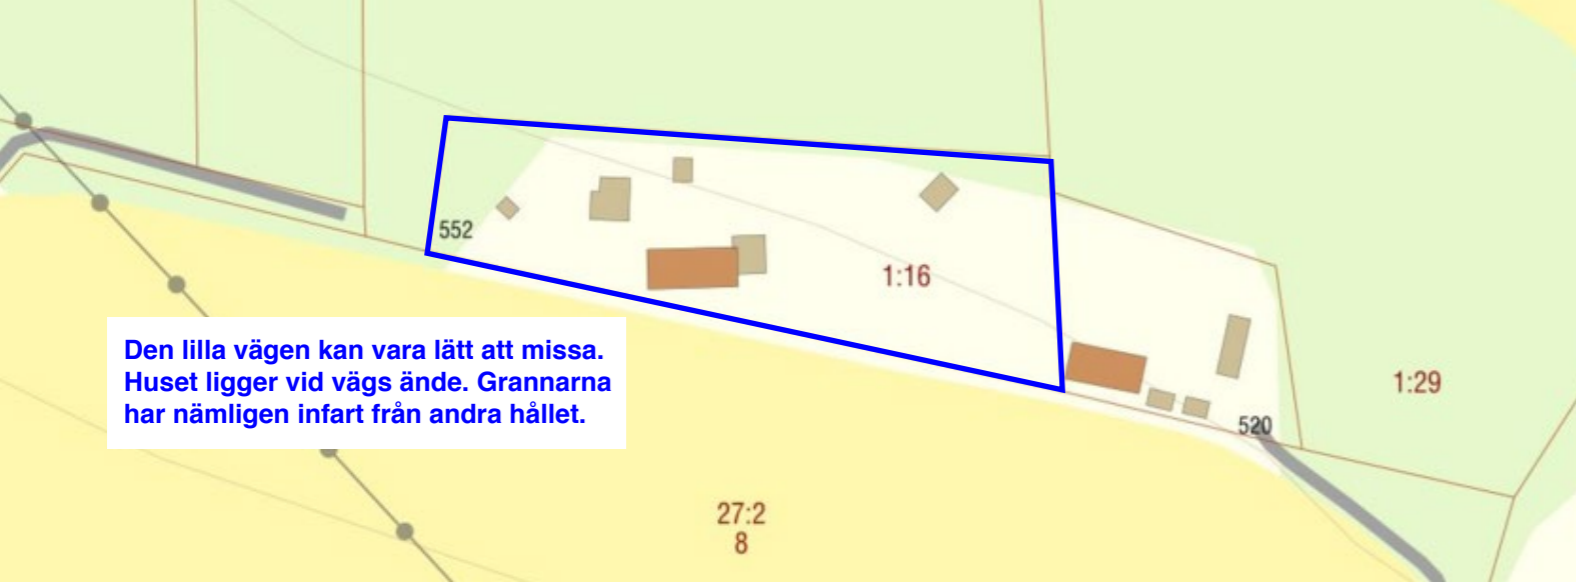 552
1:16
Den lilla vägen kan vara lätt att missa.
Huset ligger vid vägs ände. Grannarna
har nämligen infart från andra hållet.
1:29
520
27:2
8